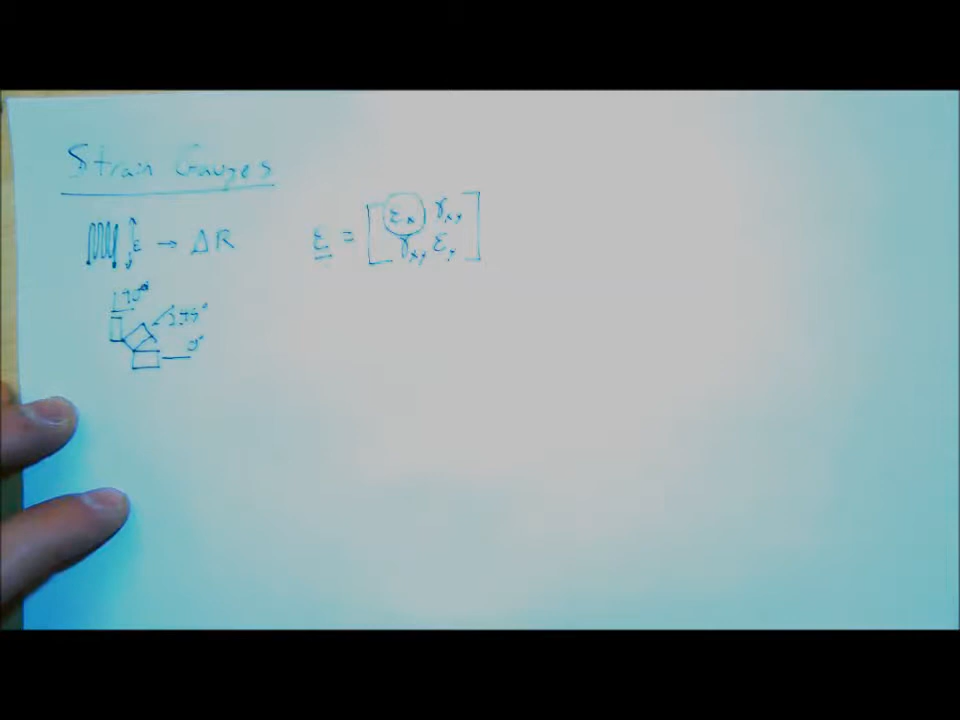 Strain Gauges
ε → ΔR
ε = [ εx γxy
γxy εy ]
90°
45°
0°